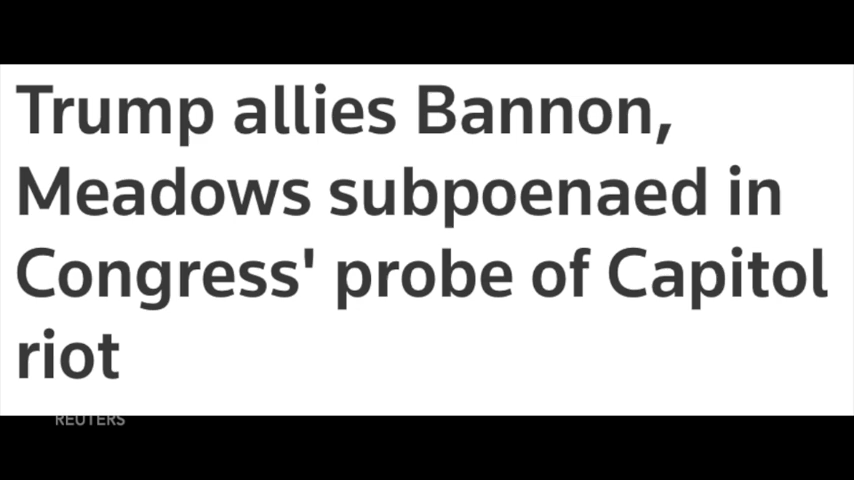 Trump allies Bannon,
Meadows subpoenaed in
Congress' probe of Capitol
riot
REUTERS